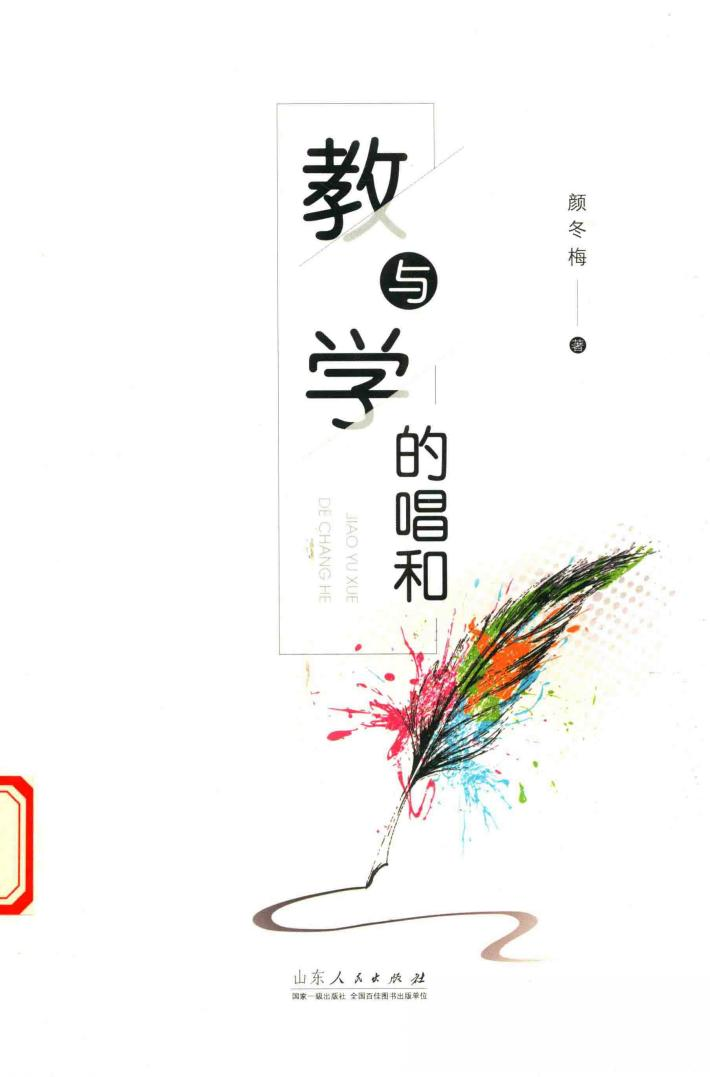 教
与
学
的唱和
JIAO YU XUE
DE CHANG HE
颜冬梅
著
山东人民出版社
国家一级出版社 全国百佳图书出版单位